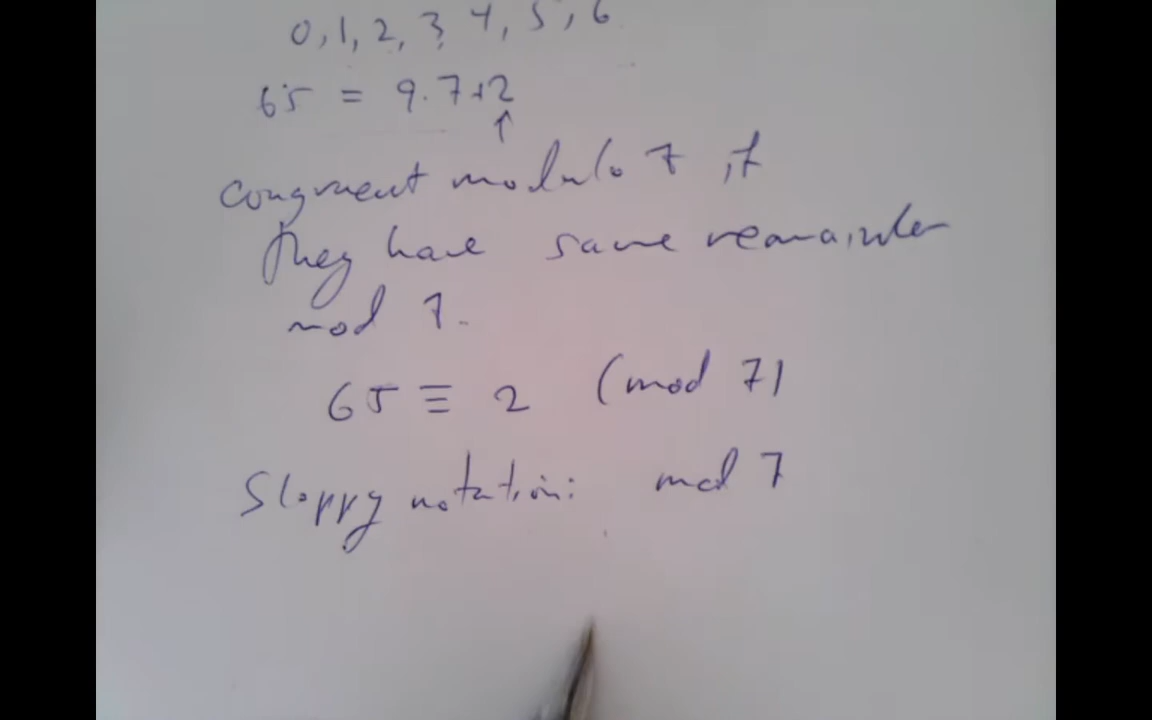 0, 1, 2, 3, 4, 5, 6
65 = 9.7+2
↑
congruent modulo 7 if
they have same remainder
mod 7.
65 ≡ 2 (mod 7)
Sloppy notation: mod 7